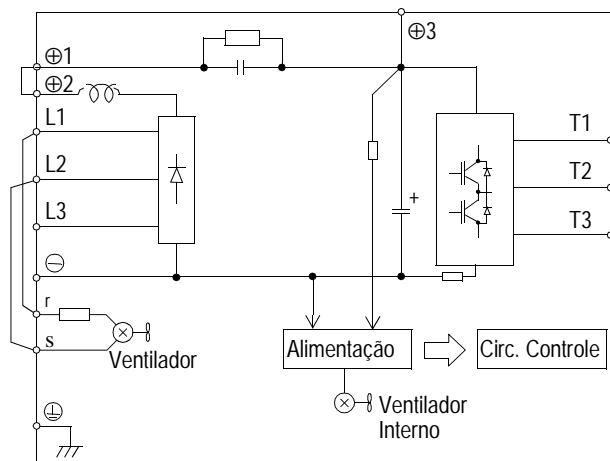 ⊕3
⊕1
⊕2
L1
L2
L3
⊖
T1
T2
T3
+
r
s
Ventilador
Alimentação
Circ. Controle
Ventilador
Interno